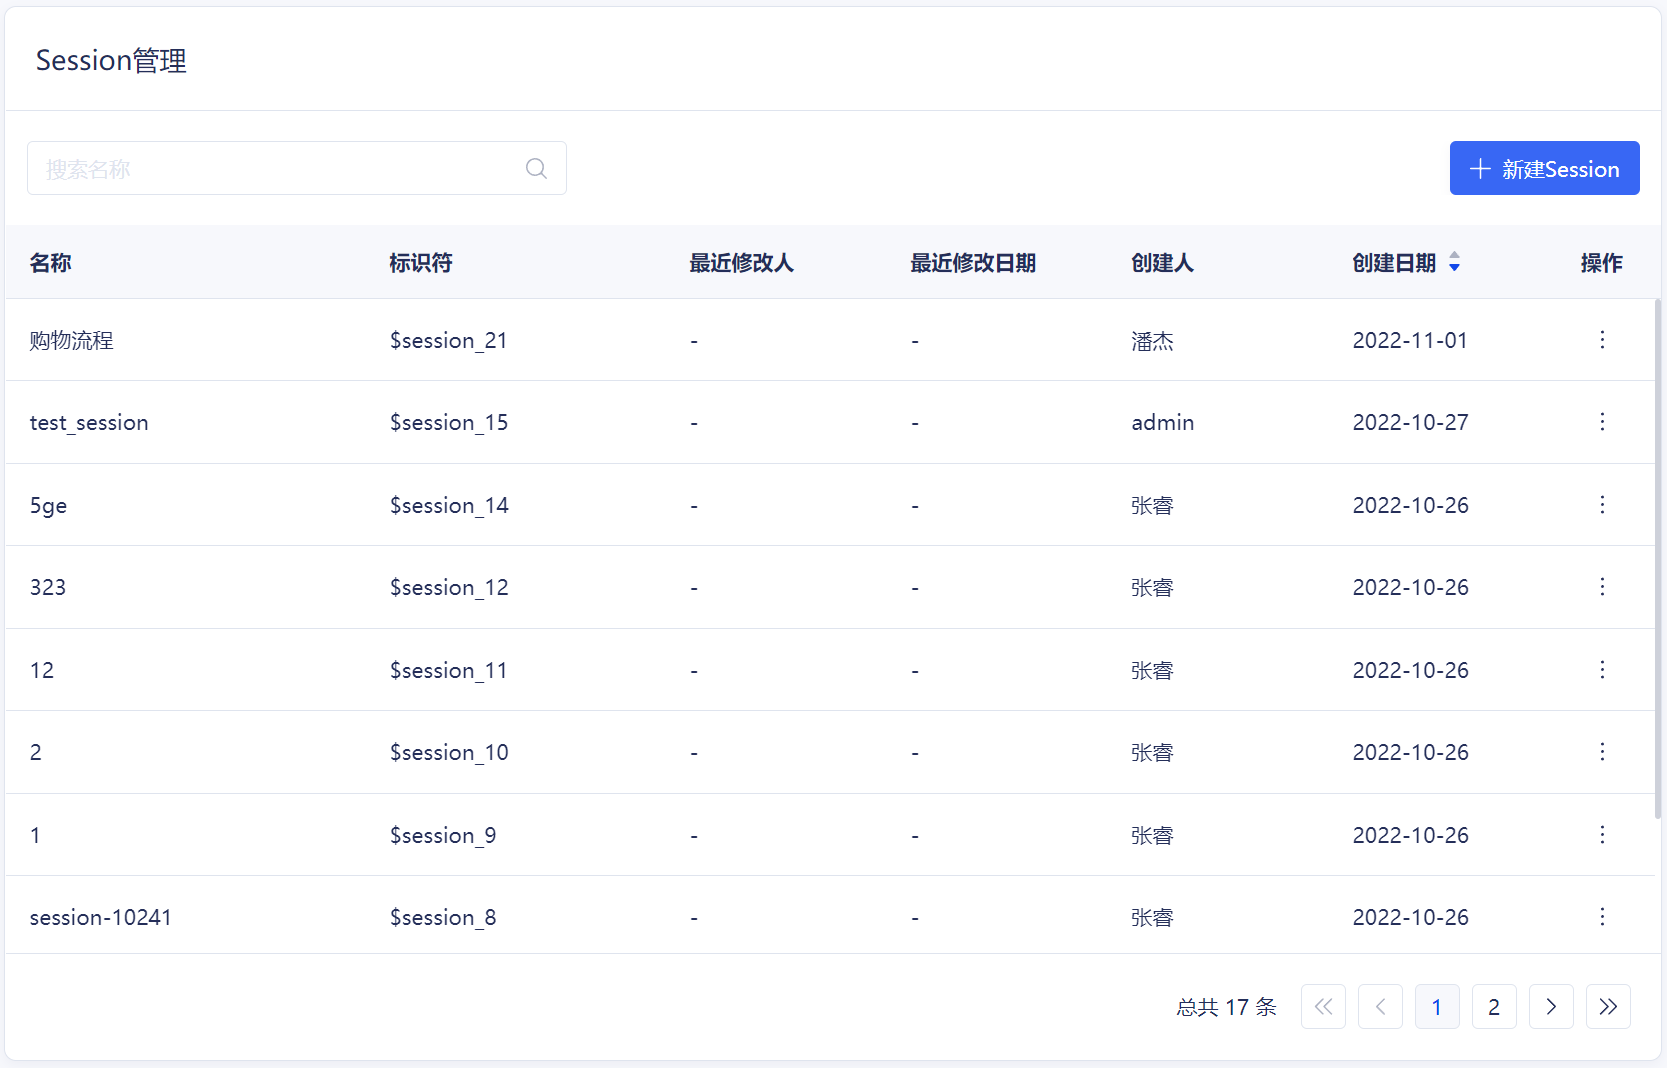 Session管理
搜索名称
新建Session
名称 标识符 最近修改人 最近修改日期 创建人 创建日期 操作
购物流程 $session_21 - - 潘杰 2022-11-01
test_session $session_15 - - admin 2022-10-27
5ge $session_14 - - 张睿 2022-10-26
323 $session_12 - - 张睿 2022-10-26
12 $session_11 - - 张睿 2022-10-26
2 $session_10 - - 张睿 2022-10-26
1 $session_9 - - 张睿 2022-10-26
session-10241 $session_8 - - 张睿 2022-10-26
总共 17 条 1 2